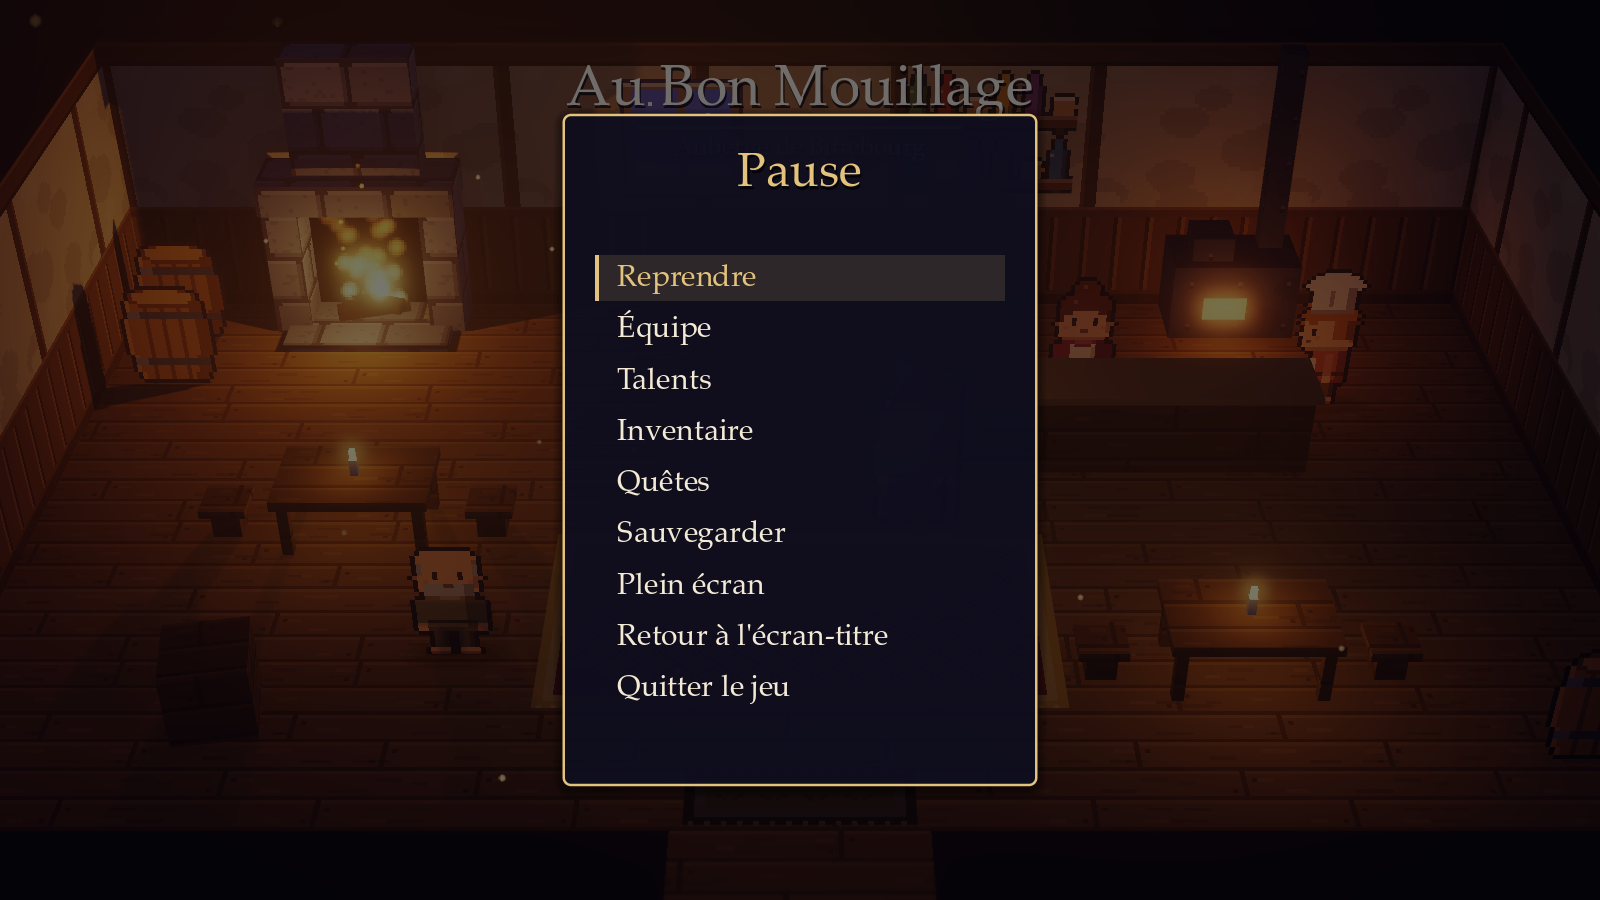 Au Bon Mouillage
Pause
Reprendre
Équipe
Talents
Inventaire
Quêtes
Sauvegarder
Plein écran
Retour à l'écran-titre
Quitter le jeu